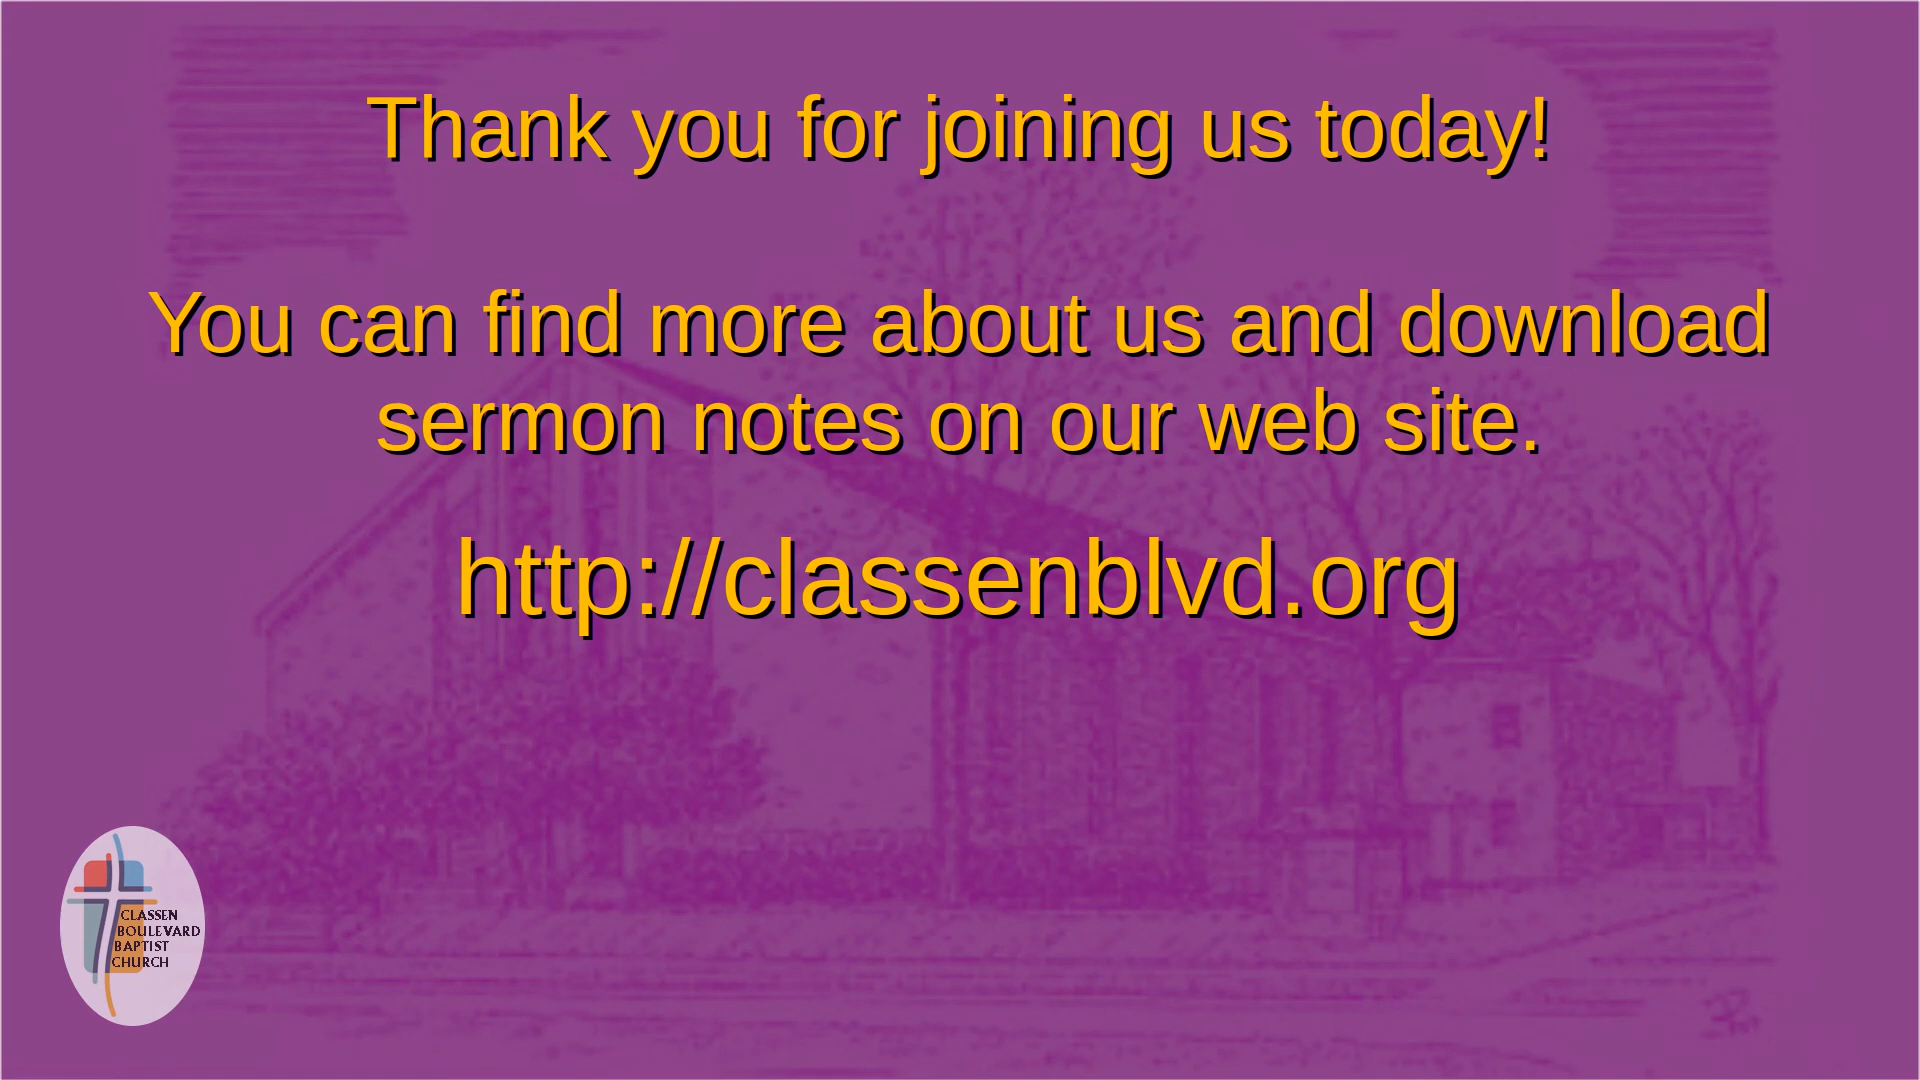 Thank you for joining us today!
You can find more about us and download
sermon notes on our web site.
http://classenblvd.org
CLASSEN
BOULEVARD
BAPTIST
CHURCH